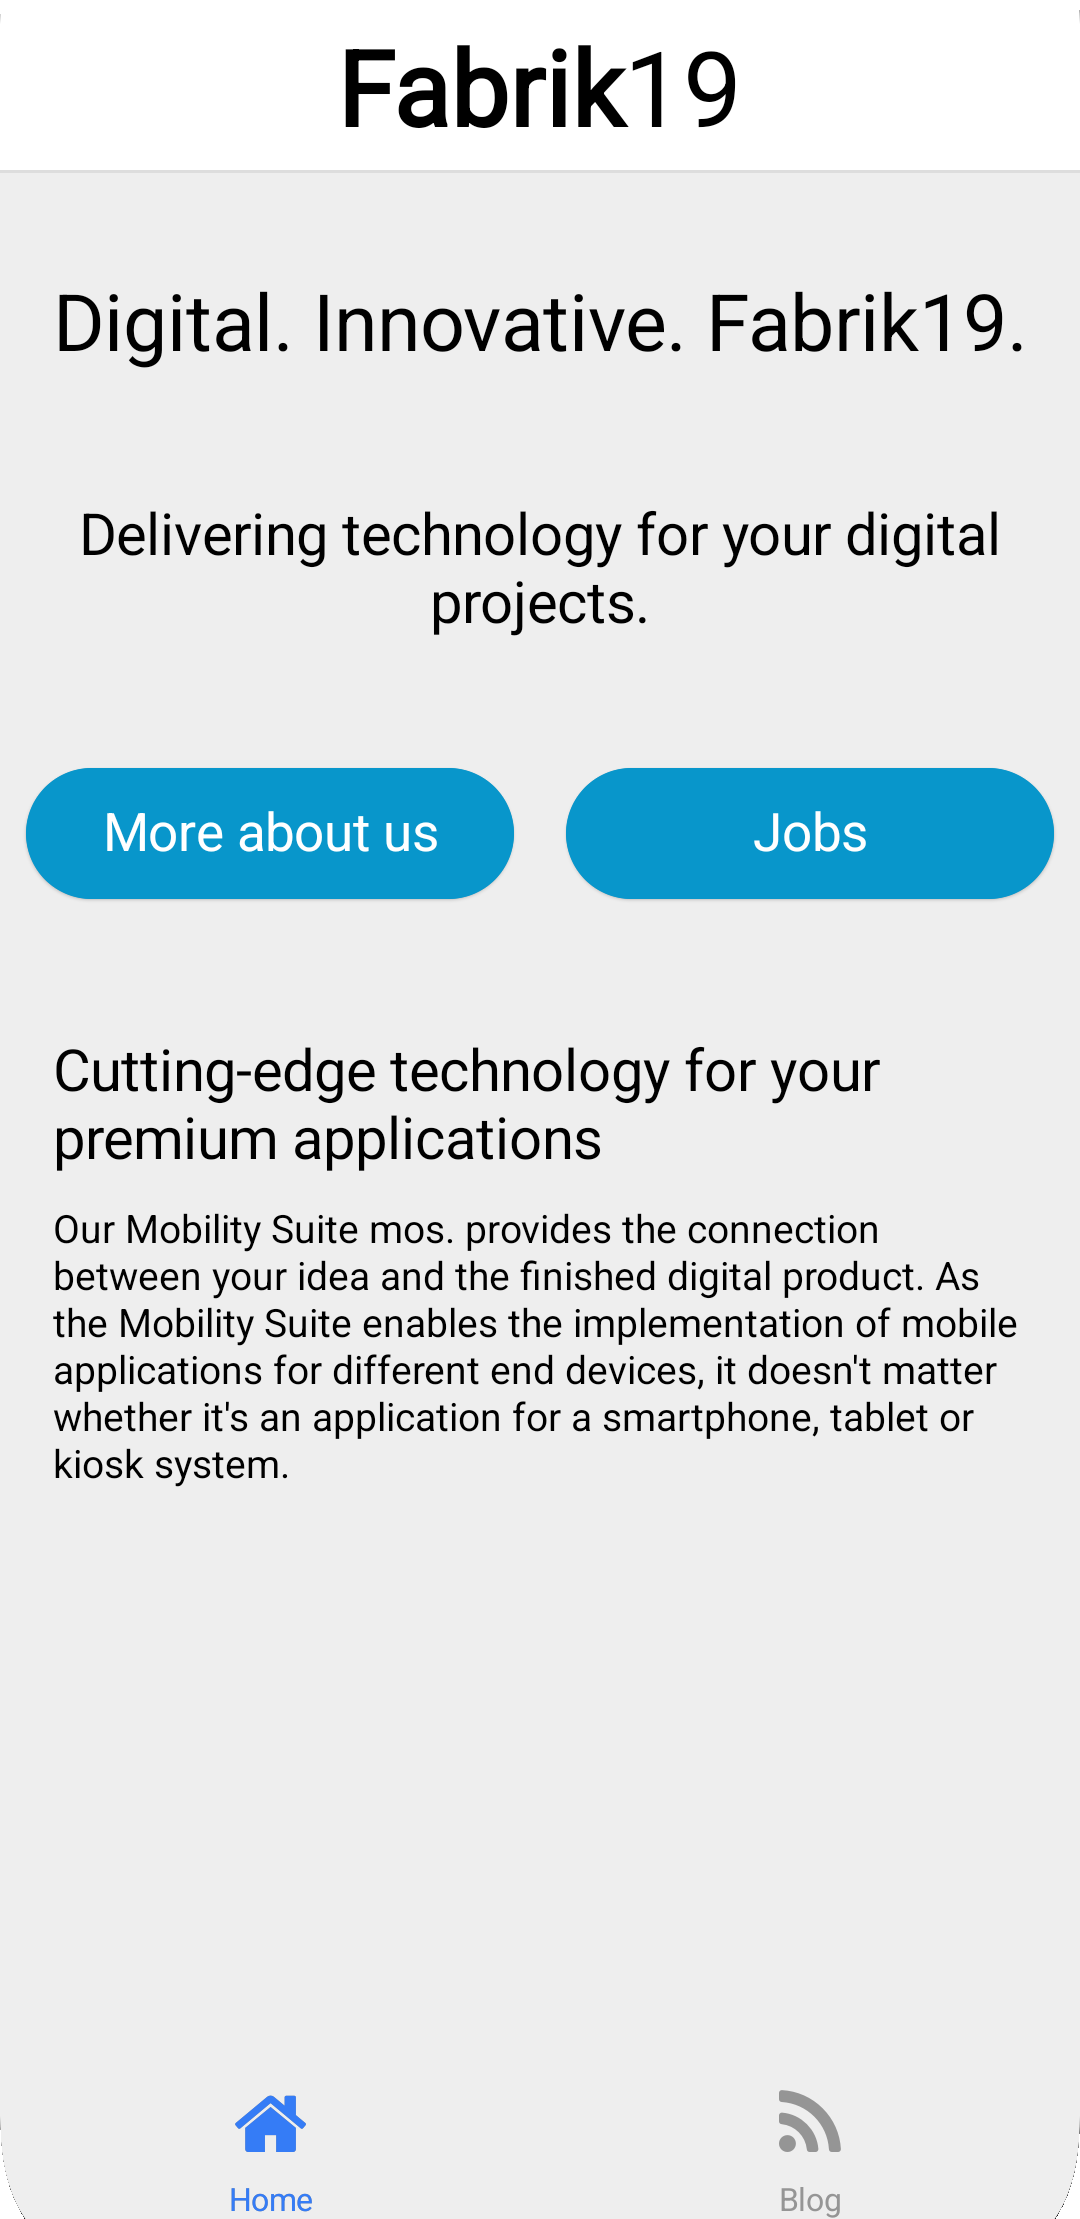 Fabrik19
Digital. Innovative. Fabrik19.
Delivering technology for your digital
projects.
More about us
Jobs
Cutting-edge technology for your
premium applications
Our Mobility Suite mos. provides the connection
between your idea and the finished digital product. As
the Mobility Suite enables the implementation of mobile
applications for different end devices, it doesn't matter
whether it's an application for a smartphone, tablet or
kiosk system.
Home
Blog